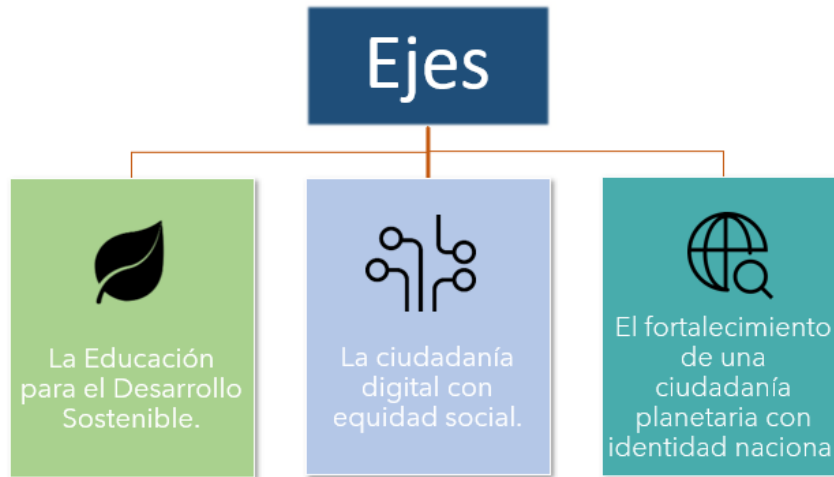 Ejes
La Educación
para el Desarrollo
Sostenible.
La ciudadanía
digital con
equidad social.
El fortalecimiento
de una
ciudadanía
planetaria con
identidad naciona